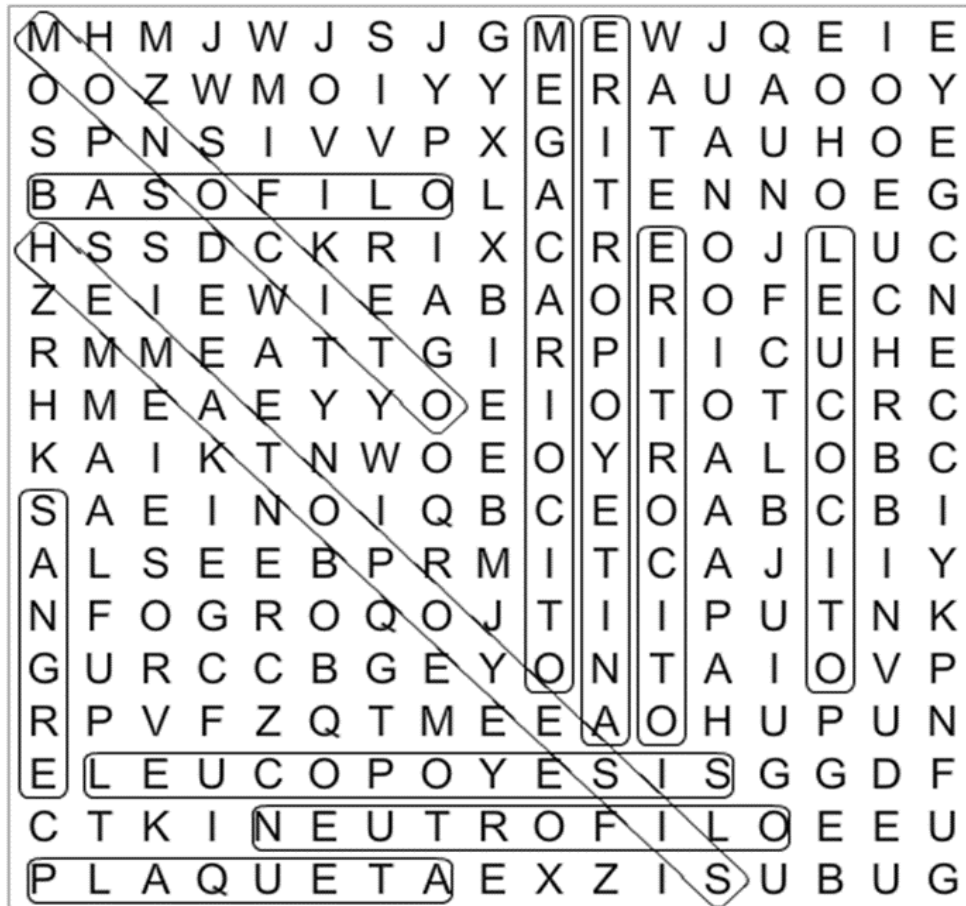 M H M J W J S J G M E W J Q E I E
O O Z W M O I Y Y E R A U A O O Y
S P N S I V V P X G I T A U H O E
B A S O F I L O L A T E N N O E G
H S S D C K R I X C R E O J L U C
Z E I E W I E A B A O R O F E C N
R M M E A T T G I R P I I C U H E
H M E A E Y Y O E I O T O T C R C
K A I K T N W O E O Y R A L O B C
S A E I N O I Q B C E O A B C B I
A L S E E B P R M I T C A J I I Y
N F O G R O Q O J T I I P U T N K
G U R C C B G E Y O N T A I O V P
R P V F Z Q T M E E A O H U P U N
E L E U C O P O Y E S I S G G D F
C T K I N E U T R O F I L O E E U
P L A Q U E T A E X Z I S U B U G